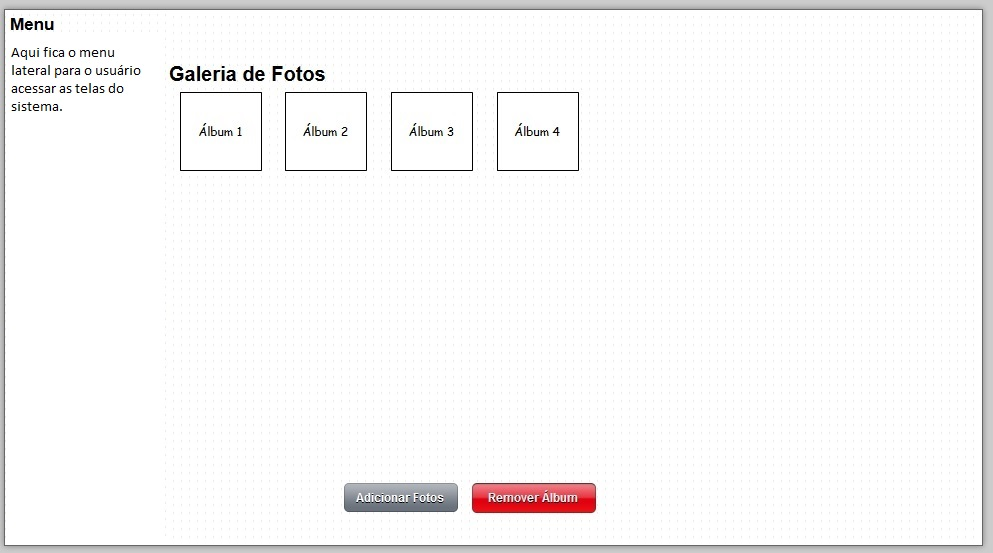 Menu
Aqui fica o menu
lateral para o usuário
acessar as telas do
sistema.
Galeria de Fotos
Álbum 1
Álbum 2
Álbum 3
Álbum 4
Adicionar Fotos
Remover Álbum